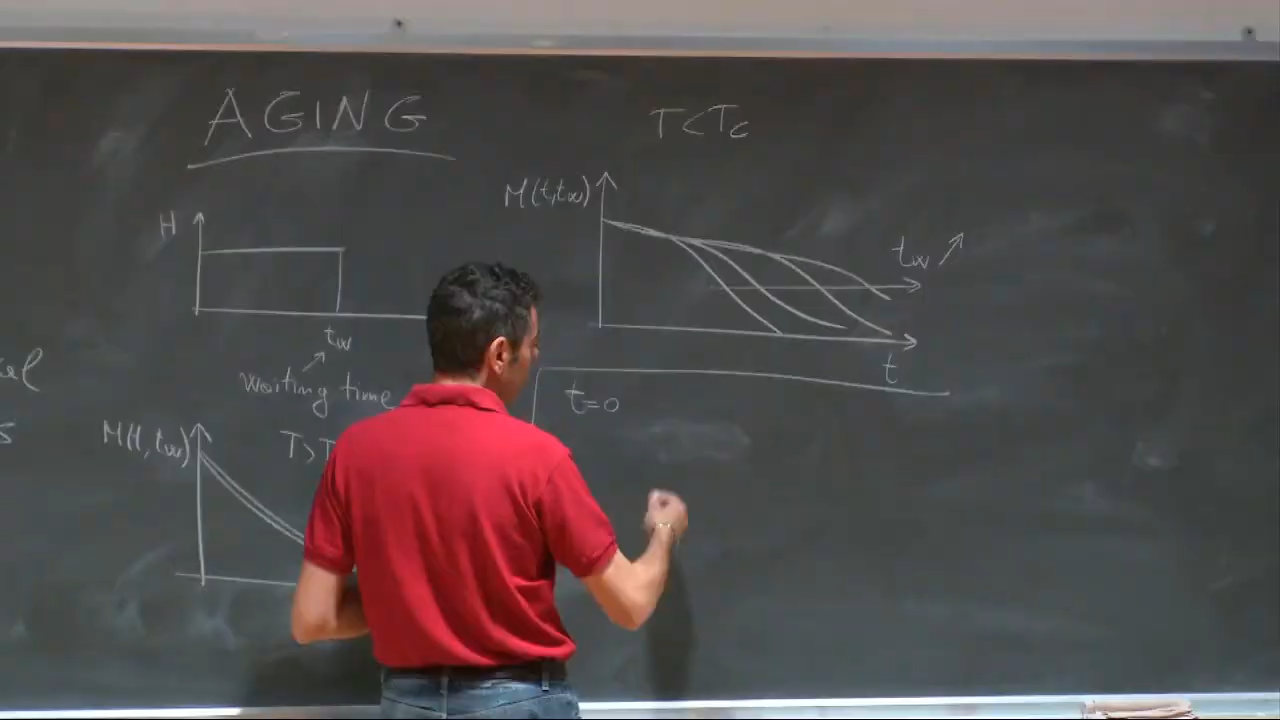 AGING
T<Tc
H
tw
Waiting time
M(t,tw)
T>T
M(t,tw)
tw
t
t=0